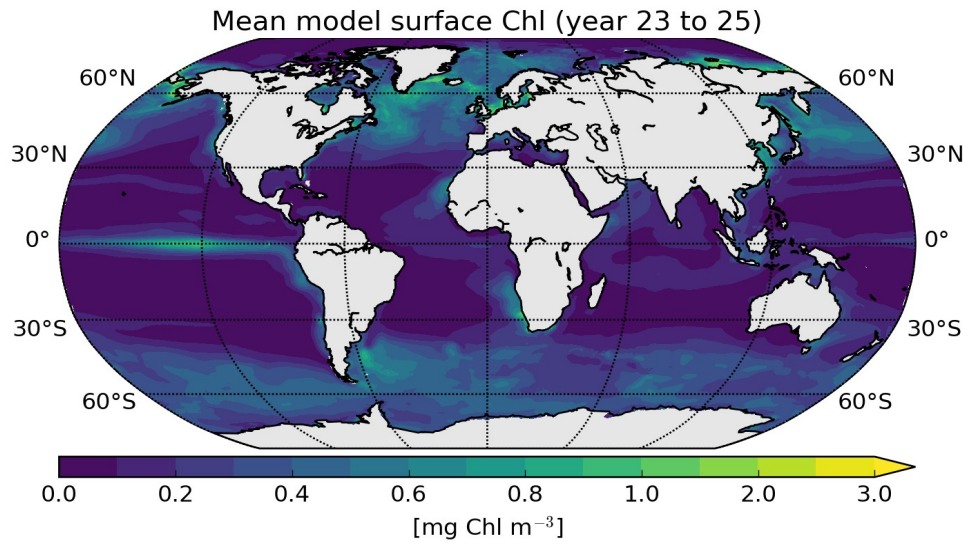 Mean model surface Chl (year 23 to 25)
60°N 60°N
30°N 30°N
0° 0°
30°S 30°S
60°S 60°S
0.0 0.2 0.4 0.6 0.8 1.0 2.0 3.0
[mg Chl m⁻³]